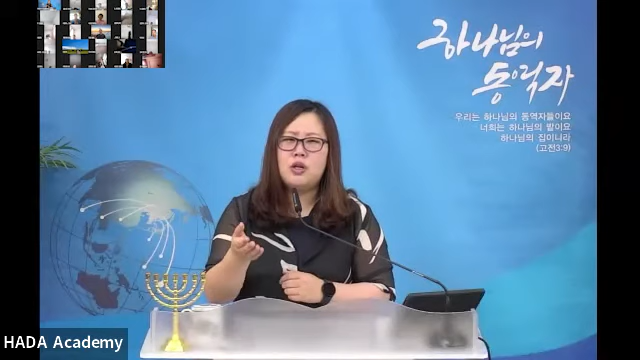 하나님의
동역자
우리는 하나님의 동역자들이요
너희는 하나님의 밭이요
하나님의 집이니라
(고전3:9)
HADA Academy